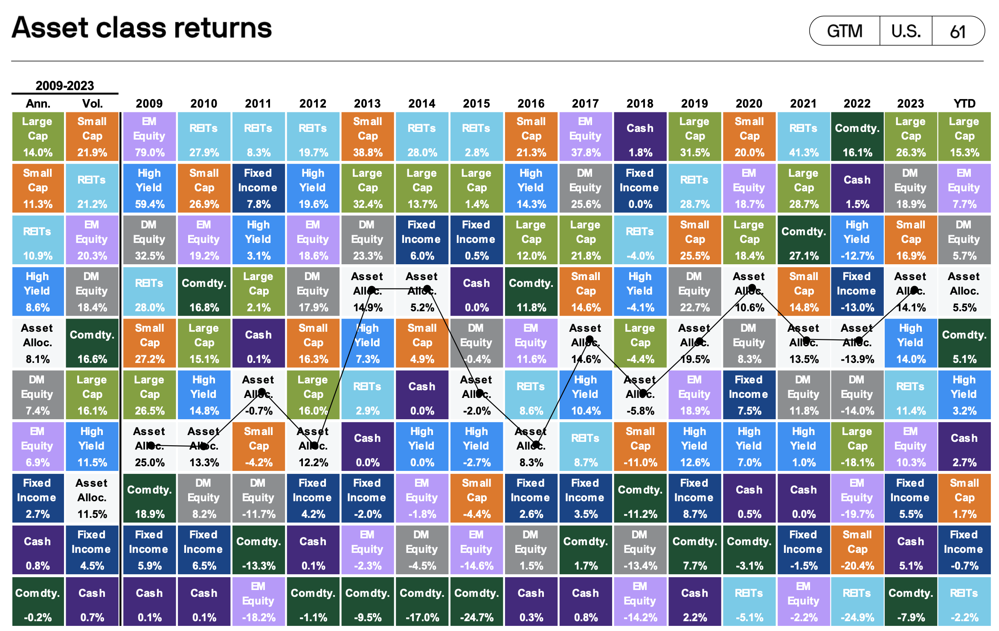 Asset class returns
GTM U.S. 61
2009-2023
Ann. Vol. 2009 2010 2011 2012 2013 2014 2015 2016 2017 2018 2019 2020 2021 2022 2023 YTD
Large Small EM REITs REITs REITs Small REITs REITs Small EM Cash Large Small REITs Comdty. Large Large
Cap Cap Equity Cap Cap Equity Cap Cap Cap Cap
14.0% 21.9% 79.0% 27.9% 8.3% 19.7% 38.8% 28.0% 2.8% 21.3% 37.8% 1.8% 31.5% 20.0% 41.3% 16.1% 26.3% 15.3%
Small REITs High Small Fixed High Large Large Large High DM Fixed REITs EM Large Cash DM EM
Cap Yield Cap Income Yield Cap Cap Cap Yield Equity Income Equity Cap Equity Equity
11.3% 21.2% 59.4% 26.9% 7.8% 19.6% 32.4% 13.7% 1.4% 14.3% 25.6% 0.0% 28.7% 18.7% 28.7% 1.5% 18.9% 7.7%
REITs EM DM EM High EM DM Fixed Fixed Large Large REITs Small Large Comdty. High Small DM
Equity Equity Equity Yield Equity Equity Income Income Cap Cap Cap Cap Yield Cap Equity
10.9% 20.3% 32.5% 19.2% 3.1% 18.6% 23.3% 6.0% 0.5% 12.0% 21.8% -4.0% 25.5% 18.4% 27.1% -12.7% 16.9% 5.7%
High DM REITs Comdty. Large DM Asset Asset Cash Comdty. Small High DM Asset Small Fixed Asset Asset
Yield Equity Cap Equity Alloc. Alloc. Cap Yield Equity Alloc. Cap Income Alloc. Alloc.
8.6% 18.4% 28.0% 16.8% 2.1% 17.9% 14.9% 5.2% 0.0% 11.8% 14.6% -4.1% 22.7% 10.6% 14.8% -13.0% 14.1% 5.5%
Asset Comdty. Small Large Cash Small High Small DM EM Asset Large Asset DM Asset Asset High Comdty.
Alloc. Cap Cap Cap Yield Cap Equity Equity Alloc. Cap Alloc. Equity Alloc. Alloc. Yield
8.1% 16.6% 27.2% 15.1% 0.1% 16.3% 7.3% 4.9% -0.4% 11.6% 14.6% -4.4% 19.5% 8.3% 13.5% -13.9% 14.0% 5.1%
DM Large Large High Asset Large REITs Cash Asset REITs High Asset EM Fixed DM DM REITs High
Equity Cap Cap Yield Alloc. Cap Alloc. Yield Alloc. Equity Income Equity Equity Yield
7.4% 16.1% 26.5% 14.8% -0.7% 16.0% 2.9% 0.0% -2.0% 8.6% 10.4% -5.8% 18.9% 7.5% 11.8% -14.0% 11.4% 3.2%
EM High Asset Asset Small Asset Cash High High Asset REITs Small High High High Large EM Cash
Equity Yield Alloc. Alloc. Cap Alloc. Yield Yield Alloc. Cap Yield Yield Yield Cap Equity
6.9% 11.5% 25.0% 13.3% -4.2% 12.2% 0.0% 0.0% -2.7% 8.3% 8.7% -11.0% 12.6% 7.0% 1.0% -18.1% 10.3% 2.7%
Fixed Asset Comdty. DM DM Fixed Fixed EM Small Fixed Fixed Comdty. Fixed Cash Cash EM Fixed Small
Income Alloc. Equity Equity Income Income Equity Cap Income Income Income Equity Income Cap
2.7% 11.5% 18.9% 8.2% -11.7% 4.2% -2.0% -1.8% -4.4% 2.6% 3.5% -11.2% 8.7% 0.5% 0.0% -19.7% 5.5% 1.7%
Cash Fixed Fixed Fixed Comdty. Cash EM DM EM DM Comdty. DM Comdty. Comdty. Fixed Small Cash Fixed
Income Income Income Equity Equity Equity Equity Equity Income Cap Income
0.8% 4.5% 5.9% 6.5% -13.3% 0.1% -2.3% -4.5% -14.6% 1.5% 1.7% -13.4% 7.7% -3.1% -1.5% -20.4% 5.1% -0.7%
Comdty. Cash Cash Cash EM Comdty. Comdty. Comdty. Comdty. Cash Cash EM Cash REITs EM REITs Comdty. REITs
Equity Equity Equity
-0.2% 0.7% 0.1% 0.1% -18.2% -1.1% -9.5% -17.0% -24.7% 0.3% 0.8% -14.2% 2.2% -5.1% -2.2% -24.9% -7.9% -2.2%